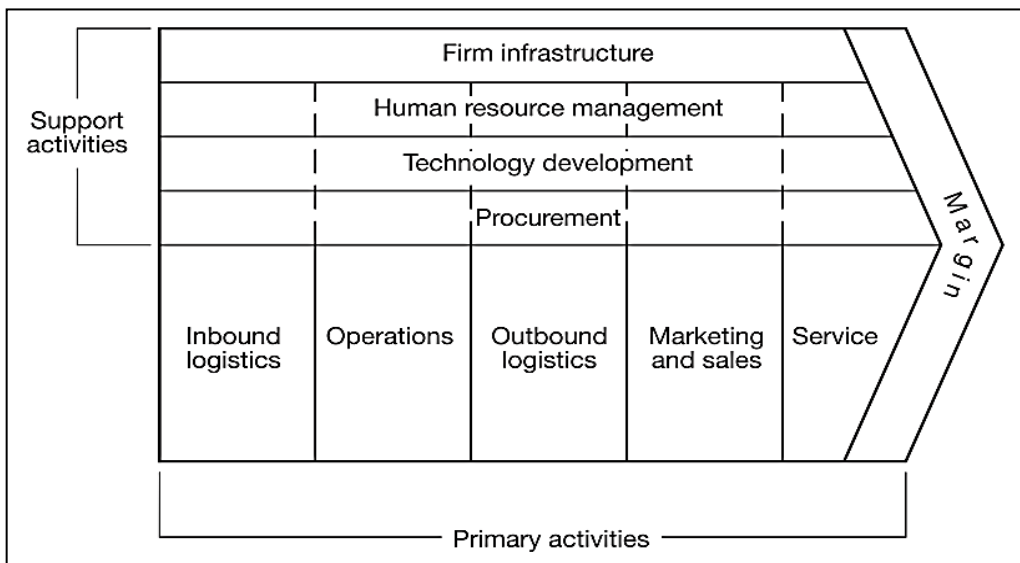 Firm infrastructure
Human resource management
Support
activities
Technology development
Procurement
Margin
Inbound
logistics
Operations
Outbound
logistics
Marketing
and sales
Service
Primary activities